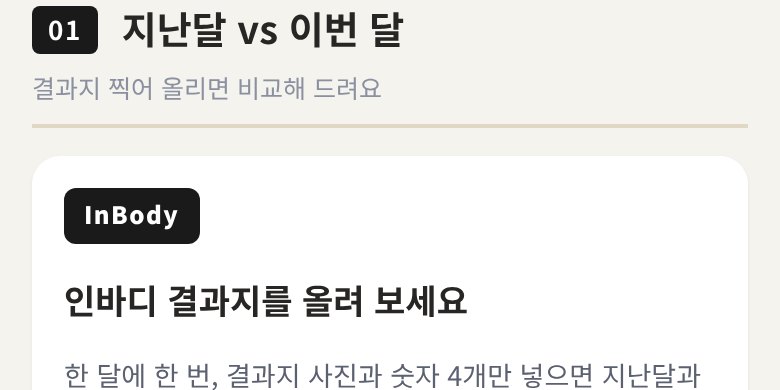 01 지난달 vs 이번 달
결과지 찍어 올리면 비교해 드려요
InBody
인바디 결과지를 올려 보세요
한 달에 한 번, 결과지 사진과 숫자 4개만 넣으면 지난달과